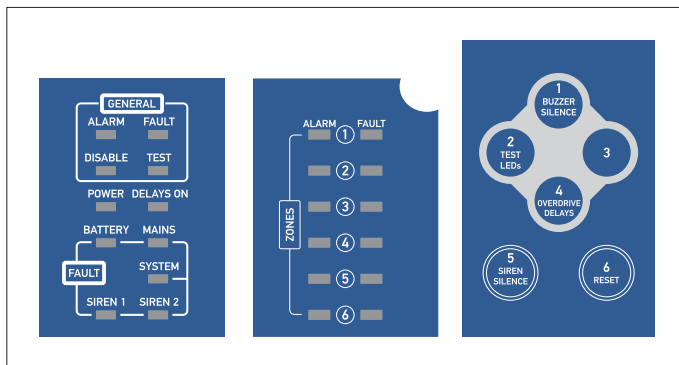 GENERAL
ALARM FAULT
DISABLE TEST
POWER DELAYS ON
BATTERY MAINS
FAULT
SYSTEM
SIREN 1 SIREN 2
ALARM FAULT
1
2
3
4
5
6
ZONES
1
BUZZER
SILENCE
2
TEST
LEDs
3
4
OVERDRIVE
DELAYS
5
SIREN
SILENCE
6
RESET